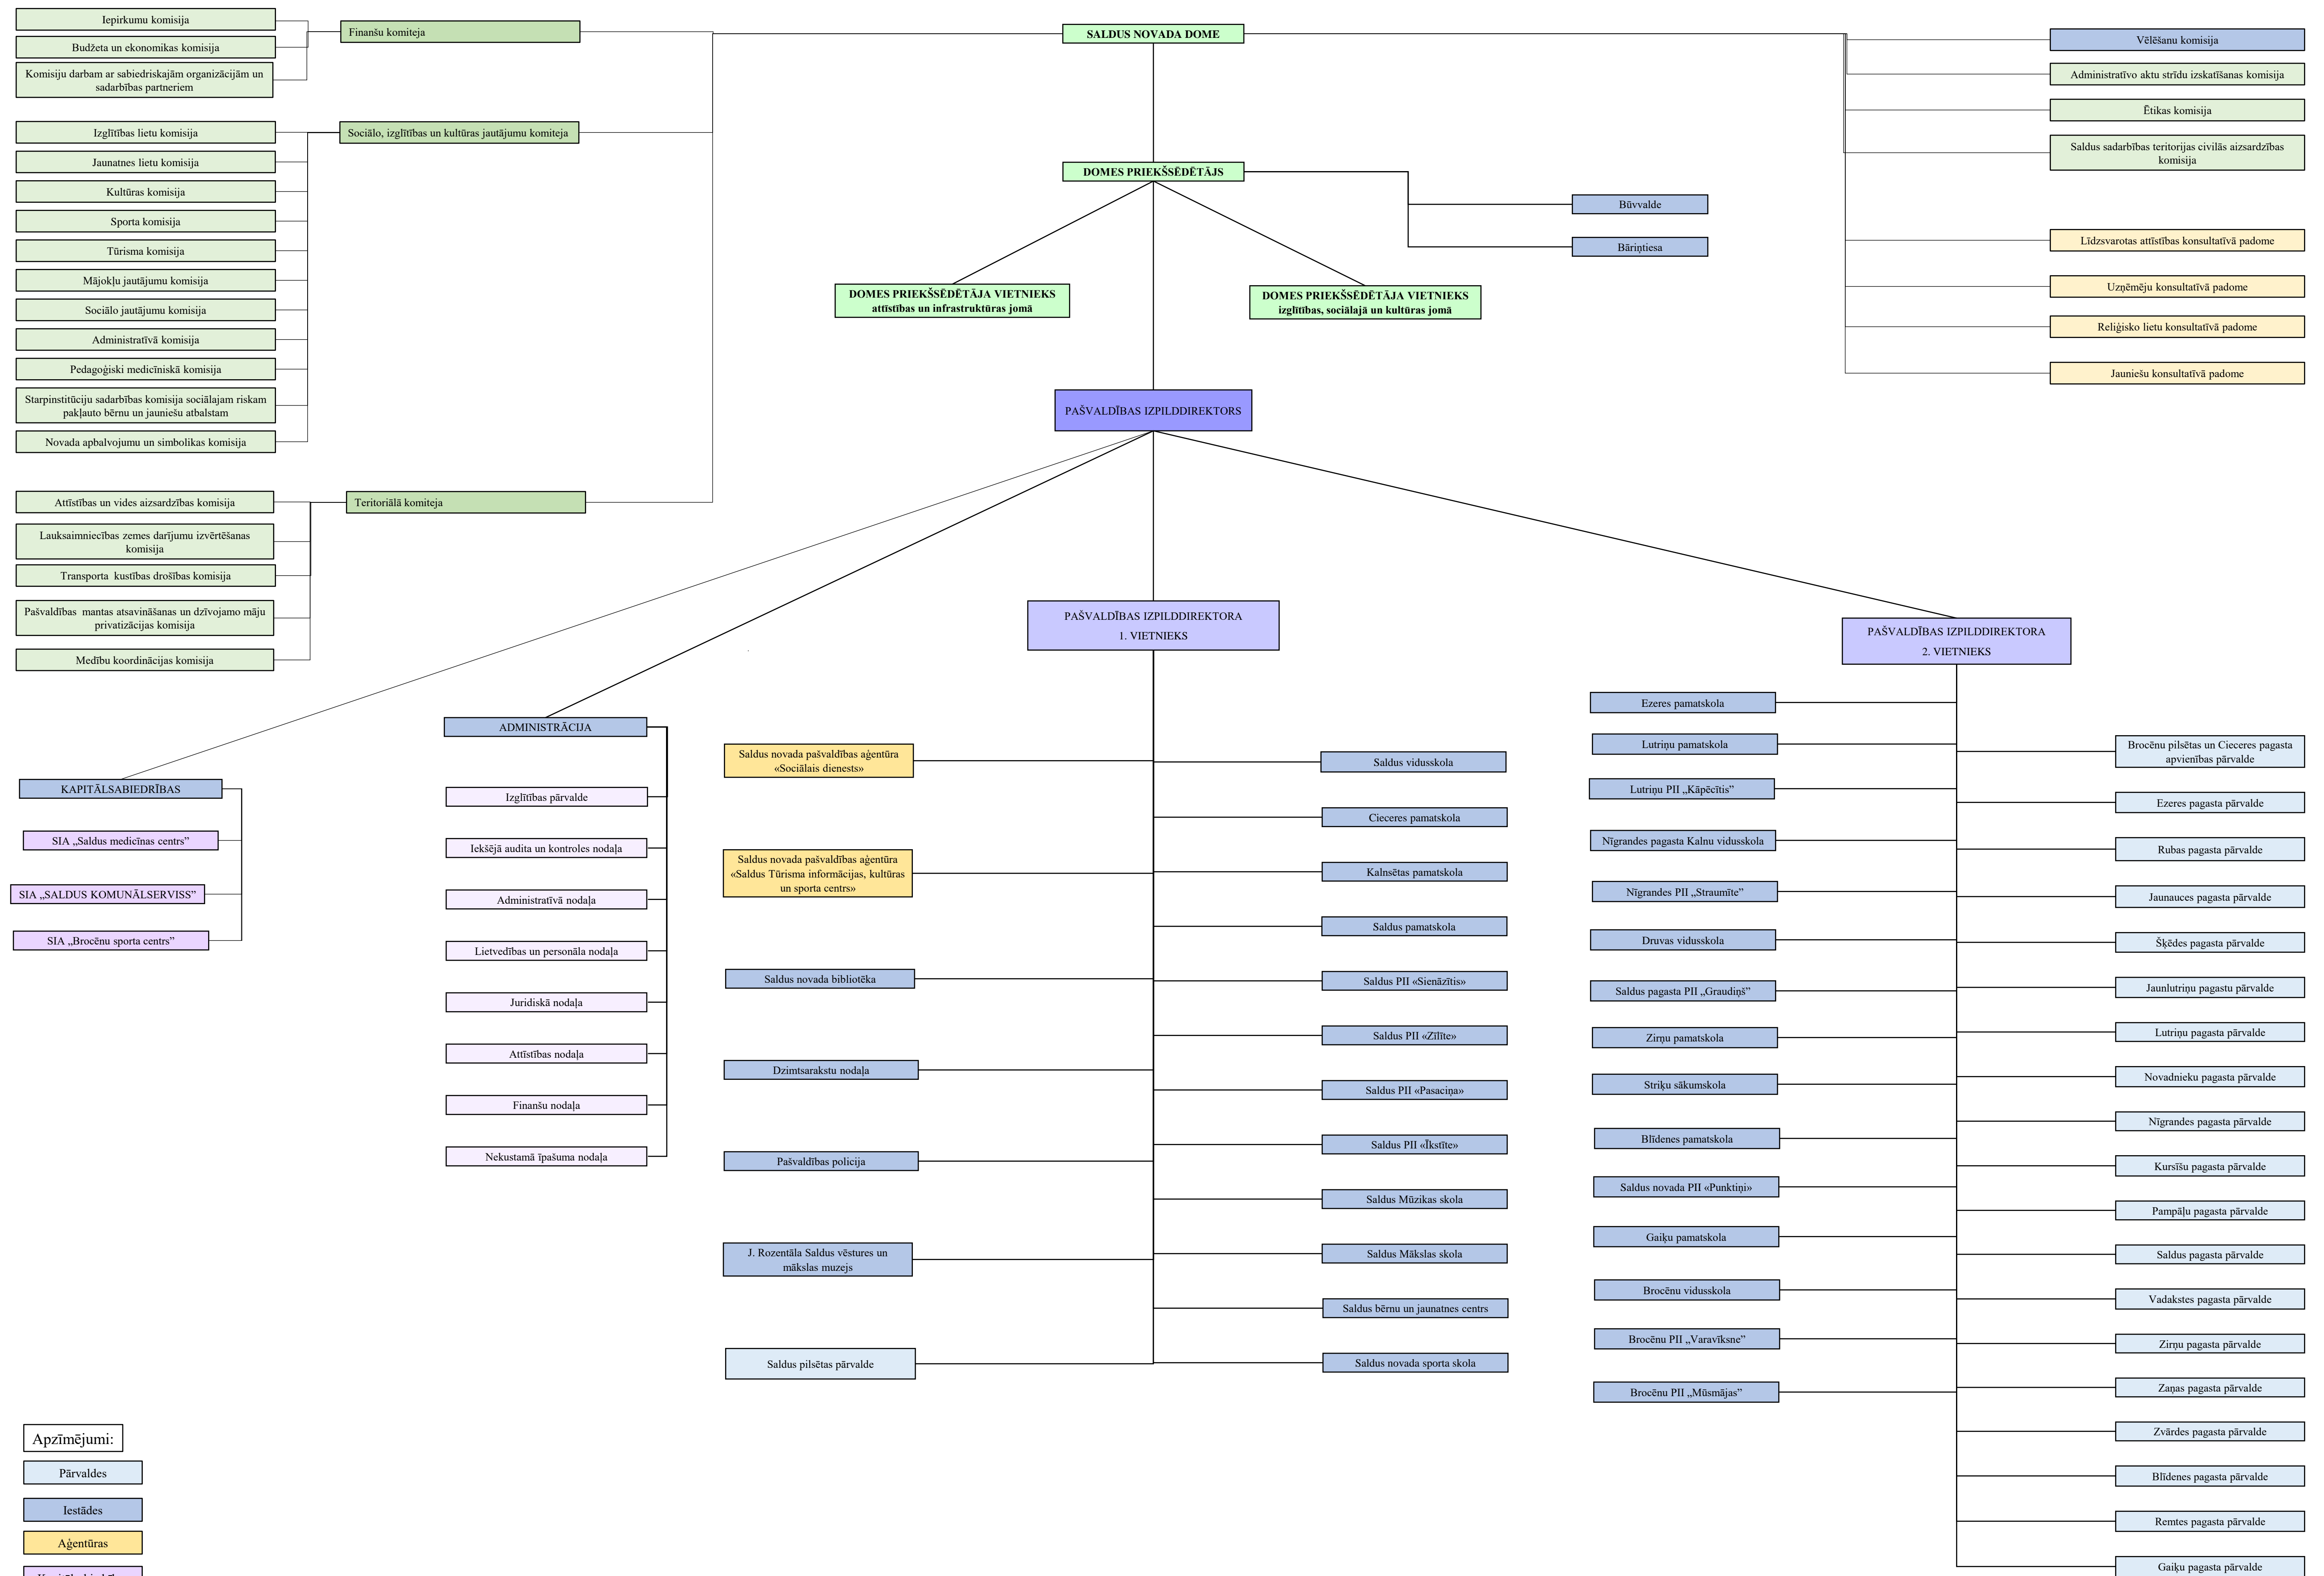 Iepirkumu komisija
Budžeta un ekonomikas komisija
Komisiju darbam ar sabiedriskajām organizācijām un
sadarbības partneriem
Finanšu komiteja
Izglītības lietu komisija
Jaunatnes lietu komisija
Kultūras komisija
Sporta komisija
Tūrisma komisija
Mājokļu jautājumu komisija
Sociālo jautājumu komisija
Administratīvā komisija
Pedagoģiski medicīniskā komisija
Starpinstitūciju sadarbības komisija sociālajam riskam
pakļauto bērnu un jauniešu atbalstam
Novada apbalvojumu un simbolikas komisija
Sociālo, izglītības un kultūras jautājumu komiteja
Attīstības un vides aizsardzības komisija
Lauksaimniecības zemes darījumu izvērtēšanas
komisija
Transporta  kustības drošības komisija
Pašvaldības  mantas atsavināšanas un dzīvojamo māju
privatizācijas komisija
Medību koordinācijas komisija
Teritoriālā komiteja
SALDUS NOVADA DOME
DOMES PRIEKŠSĒDĒTĀJS
Būvvalde
Bāriņtiesa
DOMES PRIEKŠSĒDĒTĀJA VIETNIEKS
attīstības un infrastruktūras jomā
DOMES PRIEKŠSĒDĒTĀJA VIETNIEKS
izglītības, sociālajā un kultūras jomā
PAŠVALDĪBAS IZPILDDIREKTORS
Vēlēšanu komisija
Administratīvo aktu strīdu izskatīšanas komisija
Ētikas komisija
Saldus sadarbības teritorijas civilās aizsardzības
komisija
Līdzsvarotas attīstības konsultatīvā padome
Uzņēmēju konsultatīvā padome
Reliģisko lietu konsultatīvā padome
Jauniešu konsultatīvā padome
KAPITĀLSABIEDRĪBAS
SIA „Saldus medicīnas centrs”
SIA „SALDUS KOMUNĀLSERVISS”
SIA „Brocēnu sporta centrs”
ADMINISTRĀCIJA
Izglītības pārvalde
Iekšējā audita un kontroles nodaļa
Administratīvā nodaļa
Lietvedības un personāla nodaļa
Juridiskā nodaļa
Attīstības nodaļa
Finanšu nodaļa
Nekustamā īpašuma nodaļa
PAŠVALDĪBAS IZPILDDIREKTORA
1. VIETNIEKS
Saldus novada pašvaldības aģentūra
«Sociālais dienests»
Saldus novada pašvaldības aģentūra
«Saldus Tūrisma informācijas, kultūras
un sporta centrs»
Saldus novada bibliotēka
Dzimtsarakstu nodaļa
Pašvaldības policija
J. Rozentāla Saldus vēstures un
mākslas muzejs
Saldus pilsētas pārvalde
Saldus vidusskola
Cieceres pamatskola
Kalnsētas pamatskola
Saldus pamatskola
Saldus PII «Sienāzītis»
Saldus PII «Zīlīte»
Saldus PII «Pasaciņa»
Saldus PII «Īkstīte»
Saldus Mūzikas skola
Saldus Mākslas skola
Saldus bērnu un jaunatnes centrs
Saldus novada sporta skola
PAŠVALDĪBAS IZPILDDIREKTORA
2. VIETNIEKS
Ezeres pamatskola
Lutriņu pamatskola
Lutriņu PII „Kāpēcītis”
Nīgrandes pagasta Kalnu vidusskola
Nīgrandes PII „Straumīte”
Druvas vidusskola
Saldus pagasta PII „Graudiņš”
Zirņu pamatskola
Striķu sākumskola
Blīdenes pamatskola
Saldus novada PII «Punktiņi»
Gaiķu pamatskola
Brocēnu vidusskola
Brocēnu PII „Varavīksne”
Brocēnu PII „Mūsmājas”
Brocēnu pilsētas un Cieceres pagasta
apvienības pārvalde
Ezeres pagasta pārvalde
Rubas pagasta pārvalde
Jaunauces pagasta pārvalde
Šķēdes pagasta pārvalde
Jaunlutriņu pagastu pārvalde
Lutriņu pagasta pārvalde
Novadnieku pagasta pārvalde
Nīgrandes pagasta pārvalde
Kursīšu pagasta pārvalde
Pampāļu pagasta pārvalde
Saldus pagasta pārvalde
Vadakstes pagasta pārvalde
Zirņu pagasta pārvalde
Zaņas pagasta pārvalde
Zvārdes pagasta pārvalde
Blīdenes pagasta pārvalde
Remtes pagasta pārvalde
Gaiķu pagasta pārvalde
Apzīmējumi:
Pārvaldes
Iestādes
Aģentūras